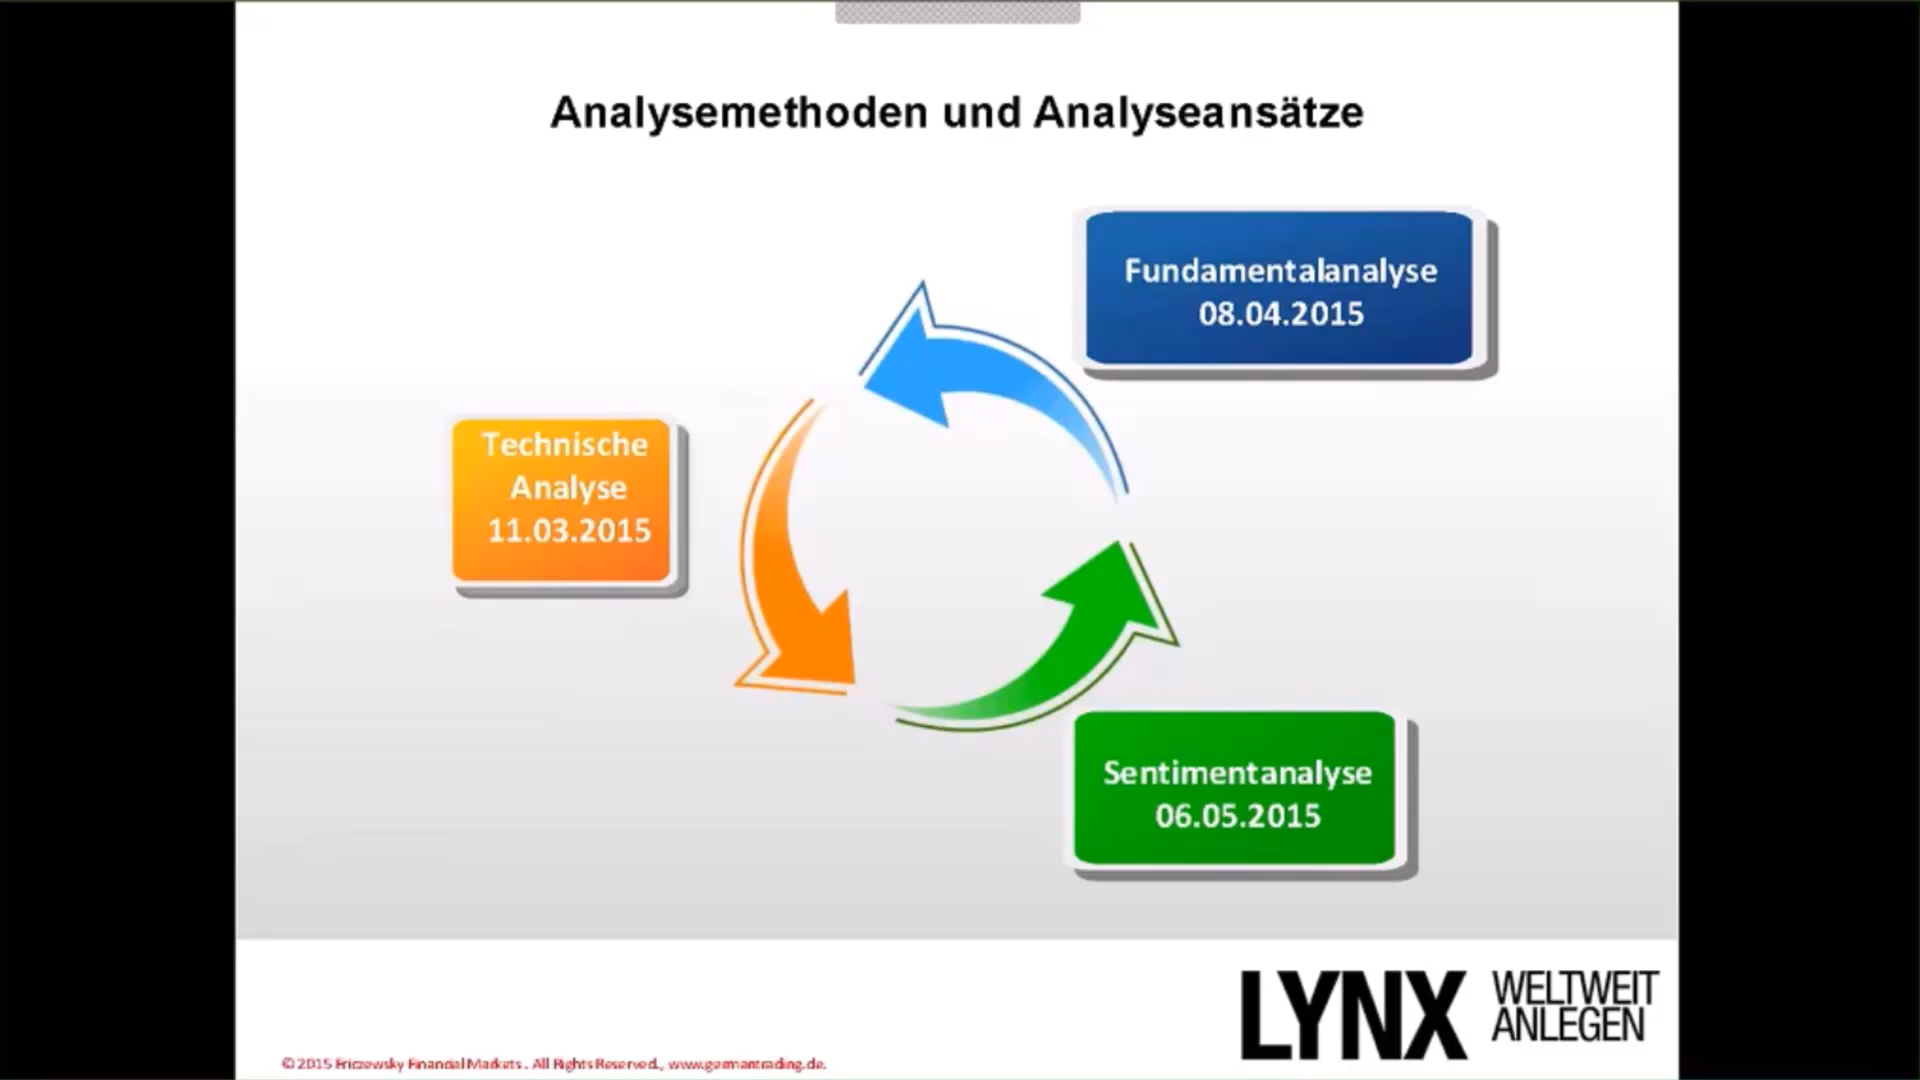 Analysemethoden und Analyseansätze
Fundamentalanalyse
08.04.2015
Technische
Analyse
11.03.2015
Sentimentanalyse
06.05.2015
LYNX
WELTWEIT
ANLEGEN
© 2015 Friczewsky Financial Markets . All Rights Reserved., www.germantrading.de.